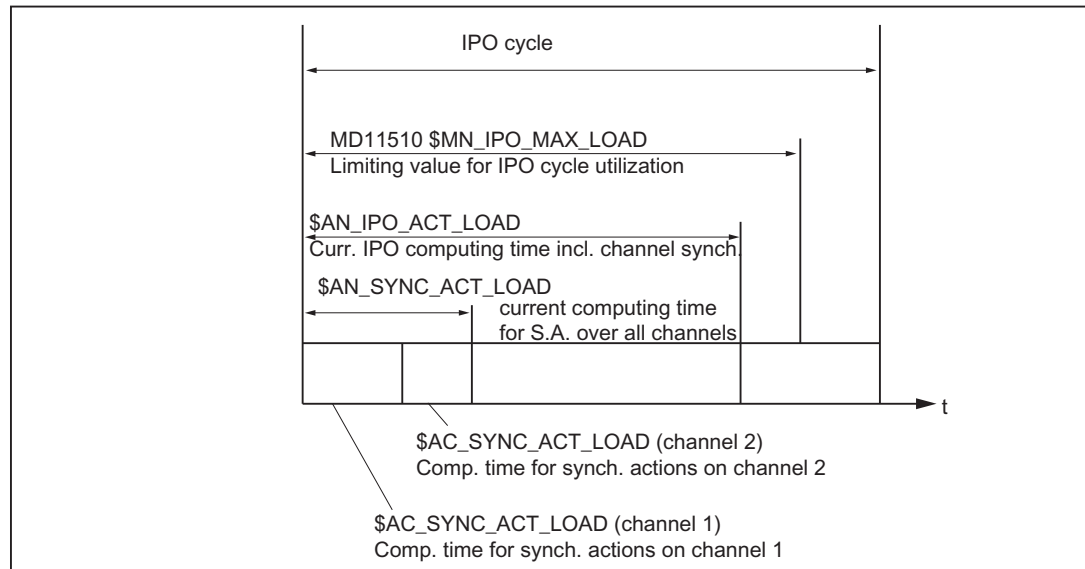 IPO cycle
MD11510 $MN_IPO_MAX_LOAD
Limiting value for IPO cycle utilization
$AN_IPO_ACT_LOAD
Curr. IPO computing time incl. channel synch.
$AN_SYNC_ACT_LOAD
current computing time
for S.A. over all channels
t
$AC_SYNC_ACT_LOAD (channel 2)
Comp. time for synch. actions on channel 2
$AC_SYNC_ACT_LOAD (channel 1)
Comp. time for synch. actions on channel 1